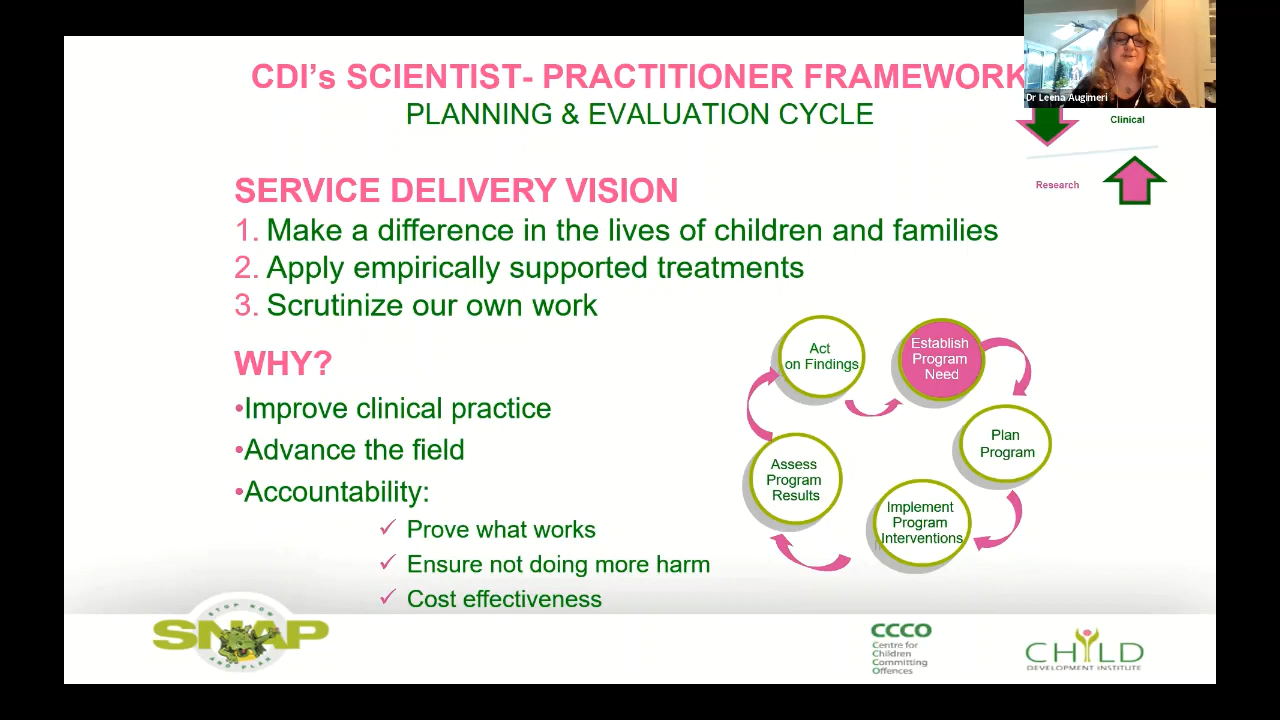 CDI's SCIENTIST- PRACTITIONER FRAMEWORK
PLANNING & EVALUATION CYCLE
Dr Leena Augimeri
Clinical
Research
SERVICE DELIVERY VISION
1. Make a difference in the lives of children and families
2. Apply empirically supported treatments
3. Scrutinize our own work
WHY?
•Improve clinical practice
•Advance the field
•Accountability:
✓ Prove what works
✓ Ensure not doing more harm
✓ Cost effectiveness
Act
on Findings
Establish
Program
Need
Plan
Program
Implement
Program
Interventions
Assess
Program
Results
STOP NOW
SNAP
AND PLAN
CCCO
Centre for
Children
Committing
Offences
CHILD
DEVELOPMENT INSTITUTE